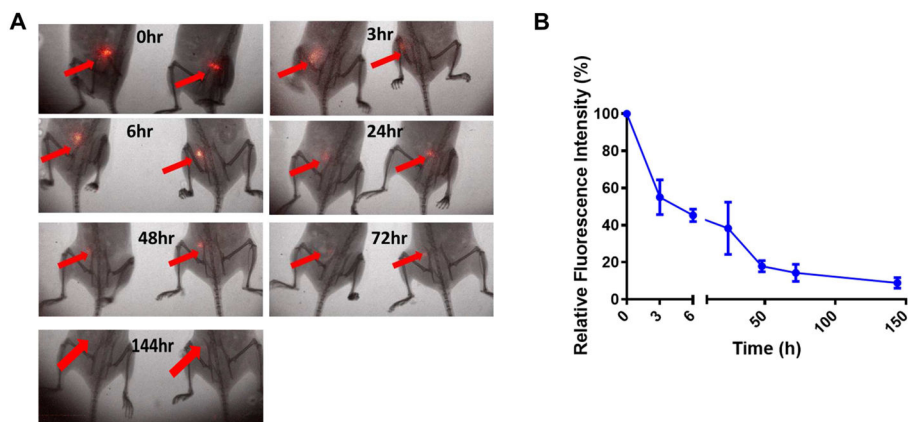 A
0hr
3hr
6hr
24hr
48hr
72hr
144hr
B
Relative Fluorescence Intensity (%)
100
80
60
40
20
0
0
3
6
50
100
150
Time (h)